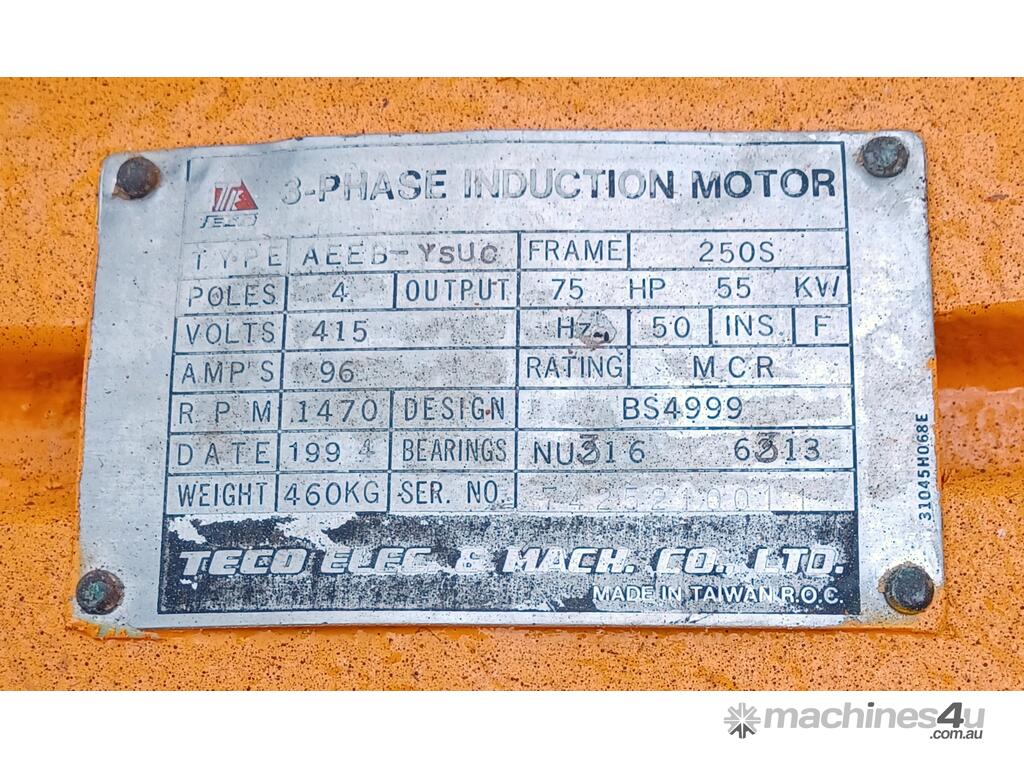 TECO 3-PHASE INDUCTION MOTOR
TYPE AEEB-YSUC FRAME 250S
POLES 4 OUTPUT 75 HP 55 KW
VOLTS 415 Hz 50 INS. F
AMP'S 96 RATING MCR
RPM 1470 DESIGN BS4999
DATE 1994 BEARINGS NU316 6313
WEIGHT 460KG SER. NO.
TECO ELEC. & MACH. CO., LTD.
MADE IN TAIWAN R.O.C.
31045H068E
machines4u
.com.au